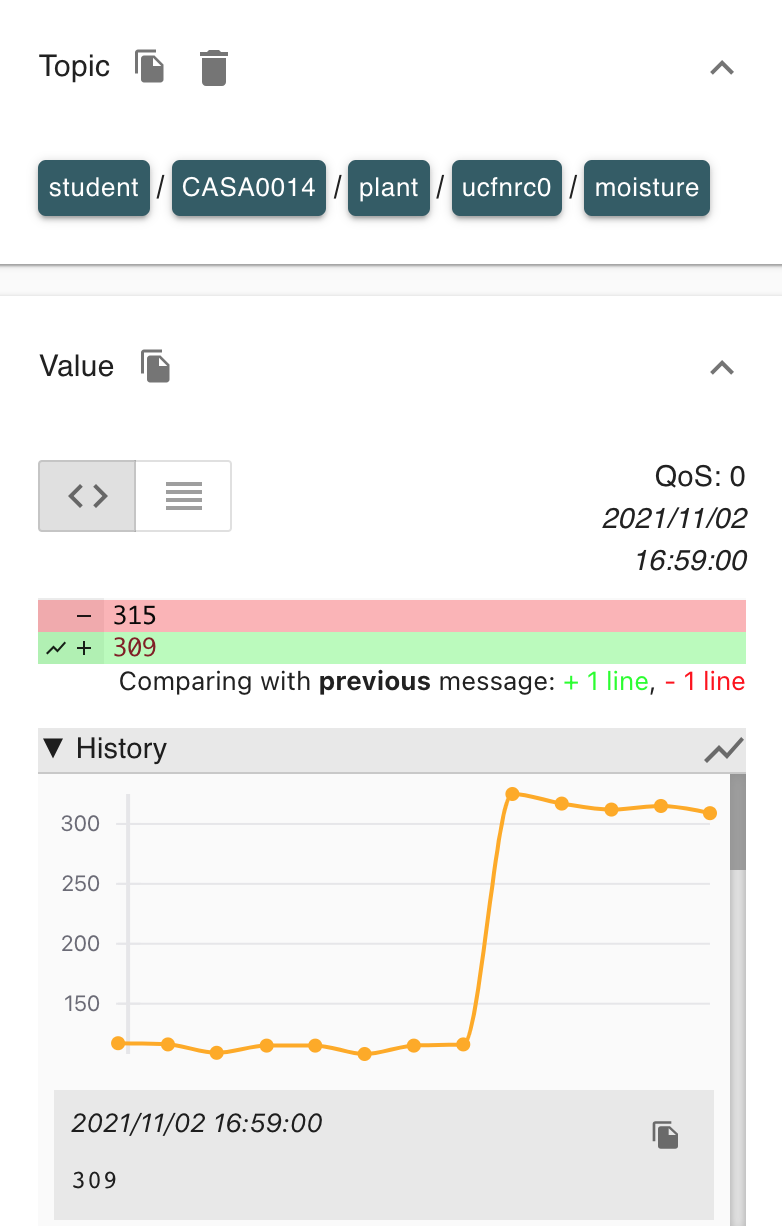 Topic
student / CASA0014 / plant / ucfnrc0 / moisture
Value
QoS: 0
2021/11/02
16:59:00
− 315
+ 309
Comparing with previous message: + 1 line, - 1 line
▼ History
300
250
200
150
2021/11/02 16:59:00
309